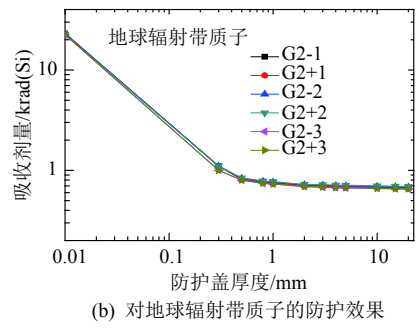 地球辐射带质子
G2-1
G2+1
G2-2
G2+2
G2-3
G2+3
吸收剂量/krad(Si)
10
1
0.01 0.1 1 10
防护盖厚度/mm
(b) 对地球辐射带质子的防护效果